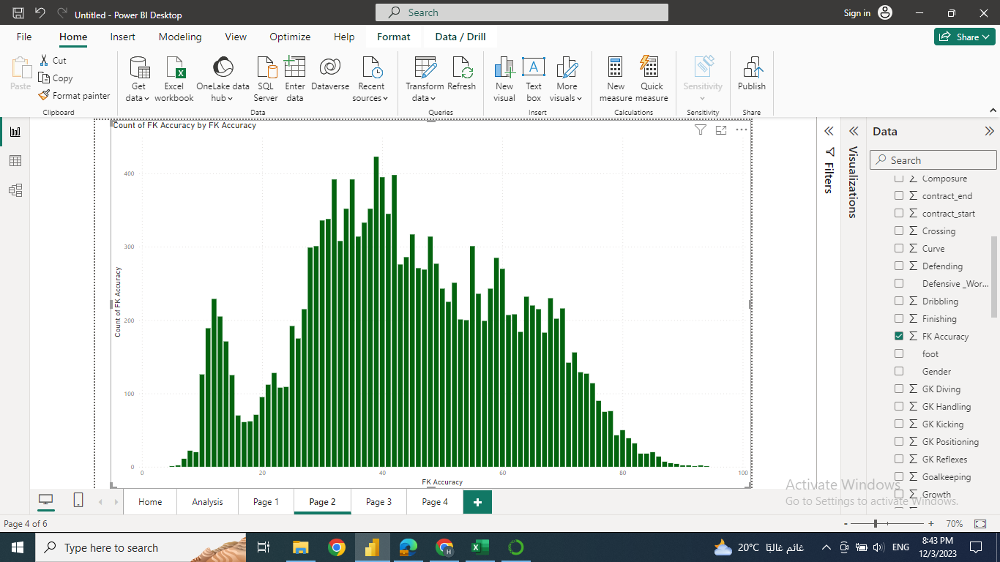 Untitled - Power BI Desktop
Search
Sign in
File Home Insert Modeling View Optimize Help Format Data / Drill
Share
Paste
Cut
Copy
Format painter
Clipboard
Get data
Excel workbook
OneLake data hub
SQL Server
Enter data
Dataverse
Recent sources
Data
Transform data
Refresh
Queries
New visual
Text box
More visuals
Insert
New measure
Quick measure
Calculations
Sensitivity
Sensitivity
Publish
Share
Count of FK Accuracy by FK Accuracy
Count of FK Accuracy
400
300
200
100
0
0 20 40 60 80 100
FK Accuracy
Filters
Visualizations
Data
Search
Composure
contract_end
contract_start
Crossing
Curve
Defending
Defensive _Wor...
Dribbling
Finishing
FK Accuracy
foot
Gender
GK Diving
GK Handling
GK Kicking
GK Positioning
GK Reflexes
Goalkeeping
Growth
Activate Windows
Go to Settings to activate Windows.
Home Analysis Page 1 Page 2 Page 3 Page 4
Page 4 of 6
- + 70%
Type here to search
20°C غائم غالبًا
ENG
8:43 PM
12/3/2023